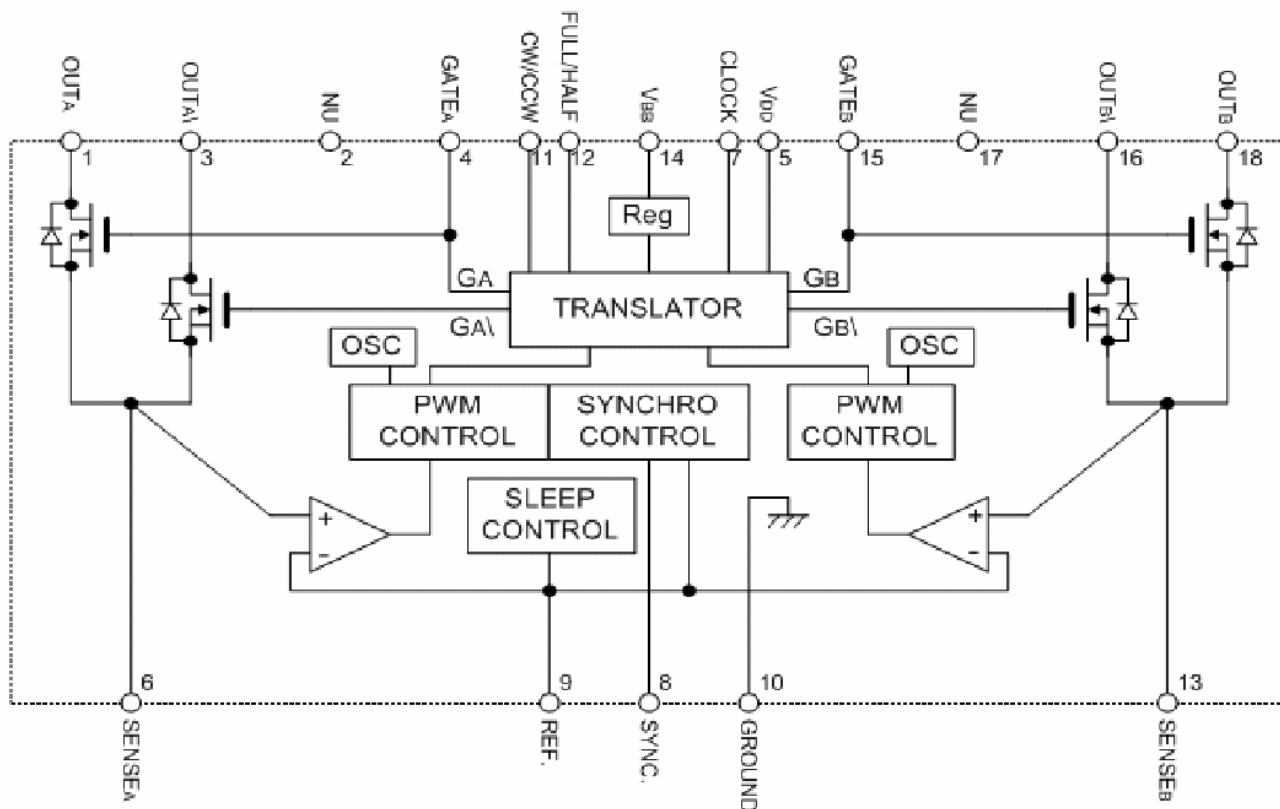 OUTA
OUTA\
NU
GATEA
CW/CCW
FULL/HALF
VBB
CLOCK
VDD
GATEB
NU
OUTB\
OUTB
1
3
2
4
11
12
14
7
5
15
17
16
18
Reg
GA
TRANSLATOR
GB
GA\
GB\
OSC
OSC
PWM
CONTROL
SYNCHRO
CONTROL
PWM
CONTROL
SLEEP
CONTROL
+
−
+
-
6
9
8
10
13
SENSEA
REF.
SYNC.
GROUND
SENSEB